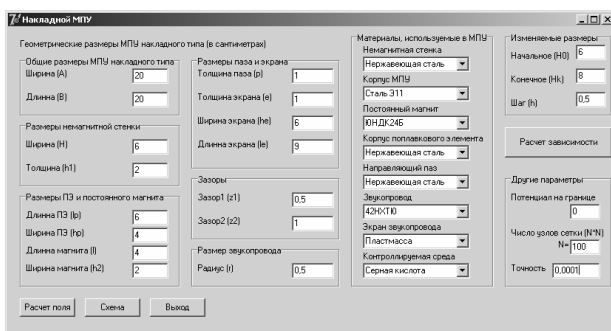 Накладной МПУ
Геометрические размеры МПУ накладного типа (в сантиметрах)
Общие размеры МПУ накладного типа
Ширина (A) 20
Длинна (B) 20
Размеры немагнитной стенки
Ширина (H) 6
Толщина (h1) 2
Размеры ПЭ и постоянного магнита
Длинна ПЭ (lp) 6
Ширина ПЭ (hp) 4
Длинна магнита (l) 4
Ширина магнита (h2) 2
Размеры паза и экрана
Толщина паза (p) 1
Толщина экрана (e) 1
Ширина экрана (he) 6
Длинна экрана (le) 9
Зазоры
Зазор1 (z1) 0,5
Зазор2 (z2) 1
Размер звукопровода
Радиус (r) 0,5
Материалы, используемые в МПУ
Немагнитная стенка
Нержавеющая сталь
Корпус МПУ
Сталь Э11
Постоянный магнит
ЮНДК24Б
Корпус поплавкового элемента
Нержавеющая сталь
Направляющий паз
Нержавеющая сталь
Звукопровод
42НХТЮ
Экран звукопровода
Пластмасса
Контроллируемая среда
Серная кислота
Изменяемые размеры
Начальное (H0) 6
Конечное (Hk) 8
Шаг (h) 0,5
Расчет зависимости
Другие параметры
Потенциал на границе
0
Число узлов сетки (N*N)
N= 100
Точность 0,0001
Расчет поля Схема Выход